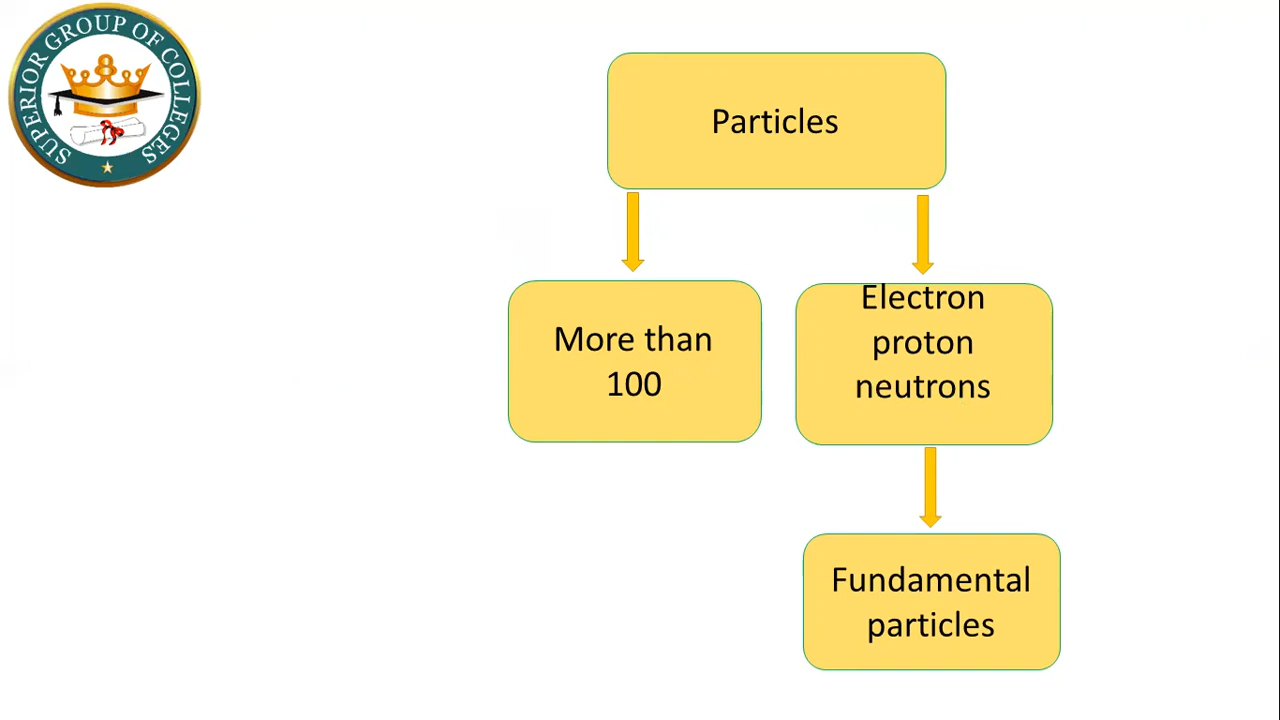 SUPERIOR GROUP OF COLLEGES
Particles
More than
100
Electron
proton
neutrons
Fundamental
particles